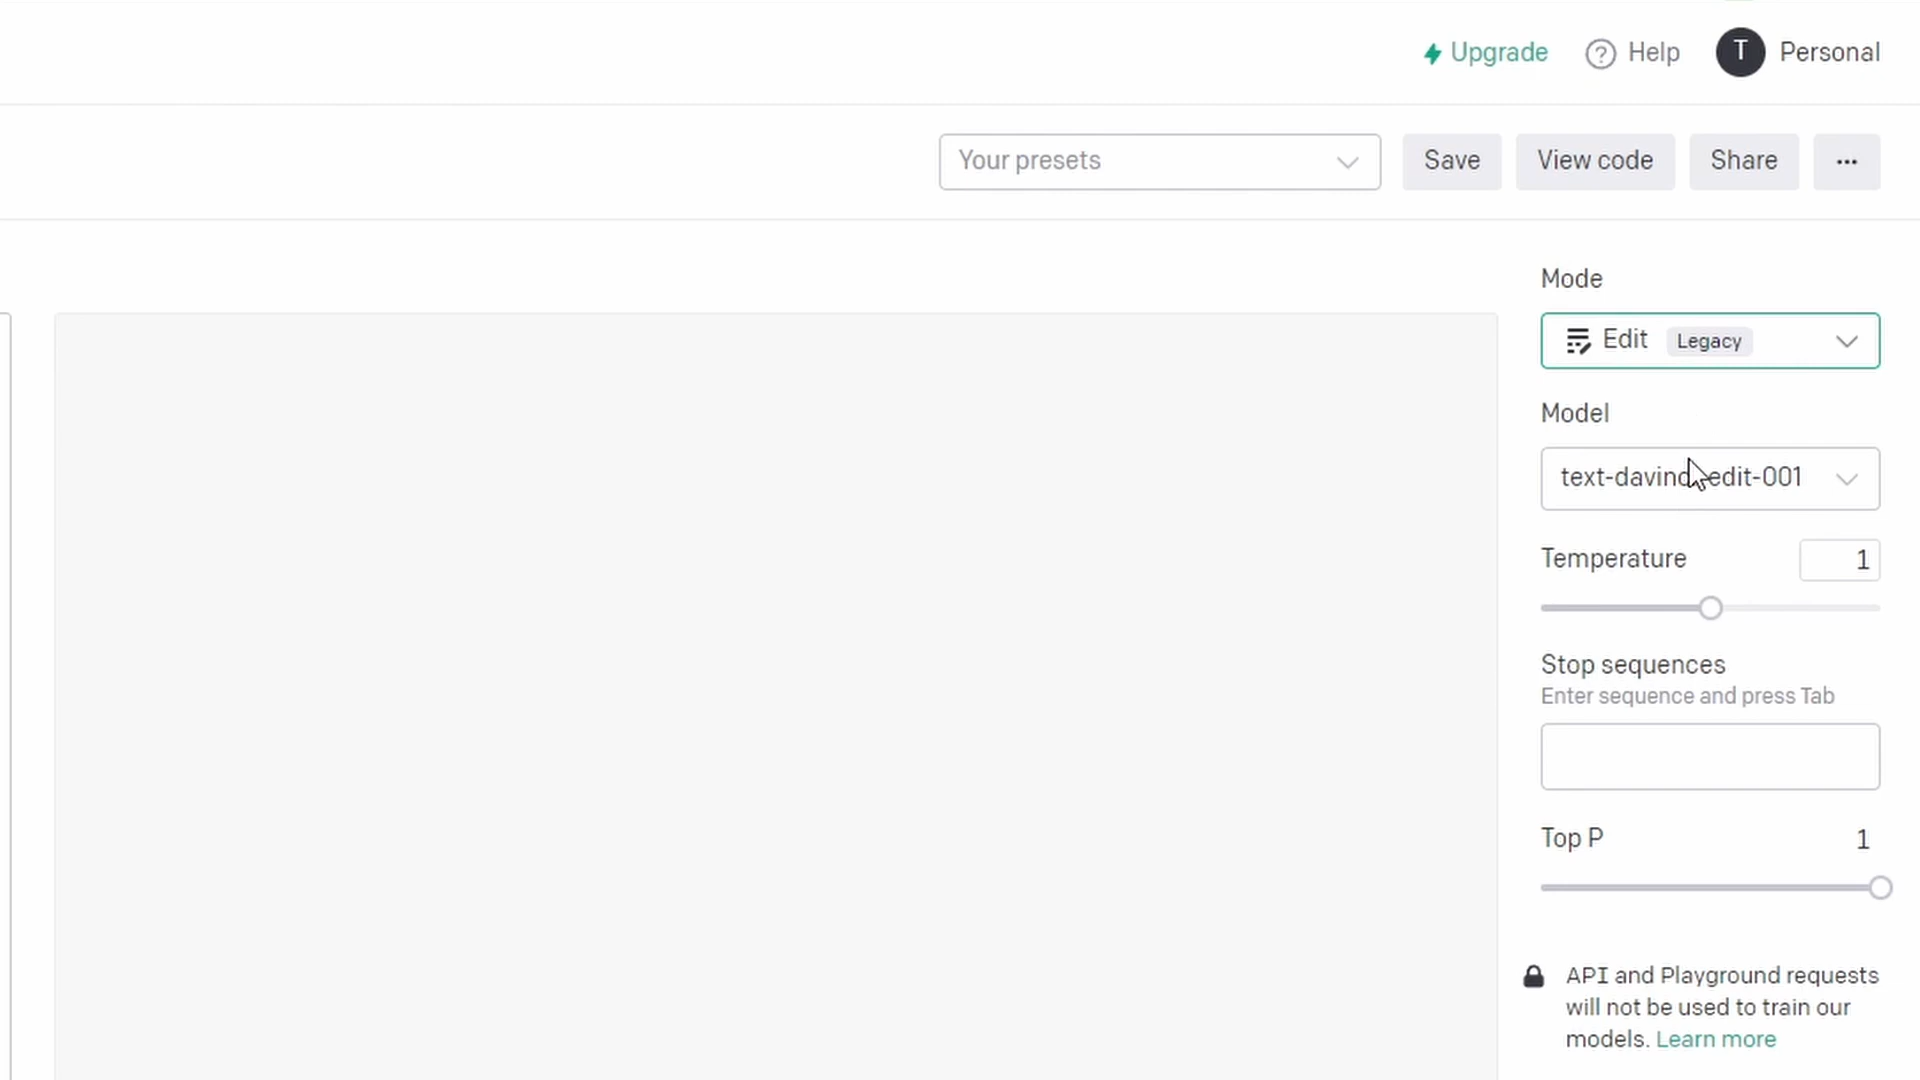 Upgrade
Help
T
Personal
Your presets
Save
View code
Share
...
Mode
Edit
Legacy
Model
text-davinci-edit-001
Temperature
1
Stop sequences
Enter sequence and press Tab
Top P
1
API and Playground requests
will not be used to train our
models. Learn more